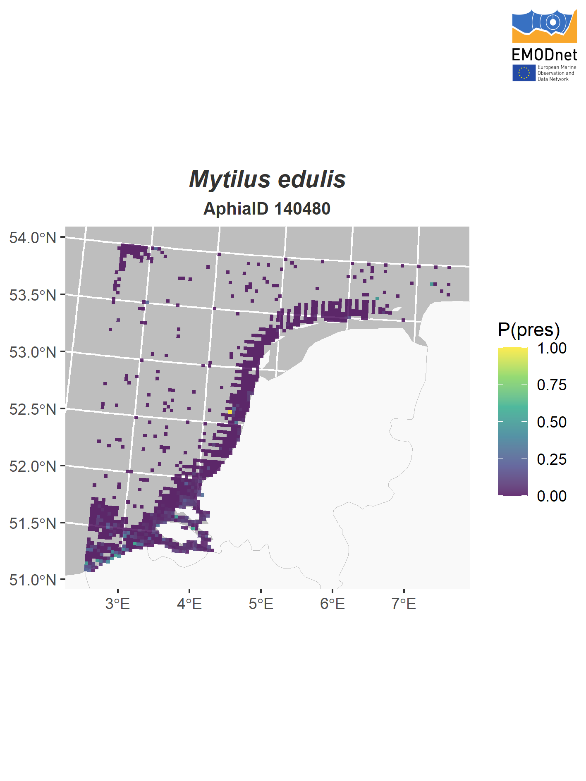 EMODnet
European Marine
Observation and
Data Network
Mytilus edulis
AphiaID 140480
54.0°N
53.5°N
53.0°N
52.5°N
52.0°N
51.5°N
51.0°N
3°E 4°E 5°E 6°E 7°E
P(pres)
1.00
0.75
0.50
0.25
0.00